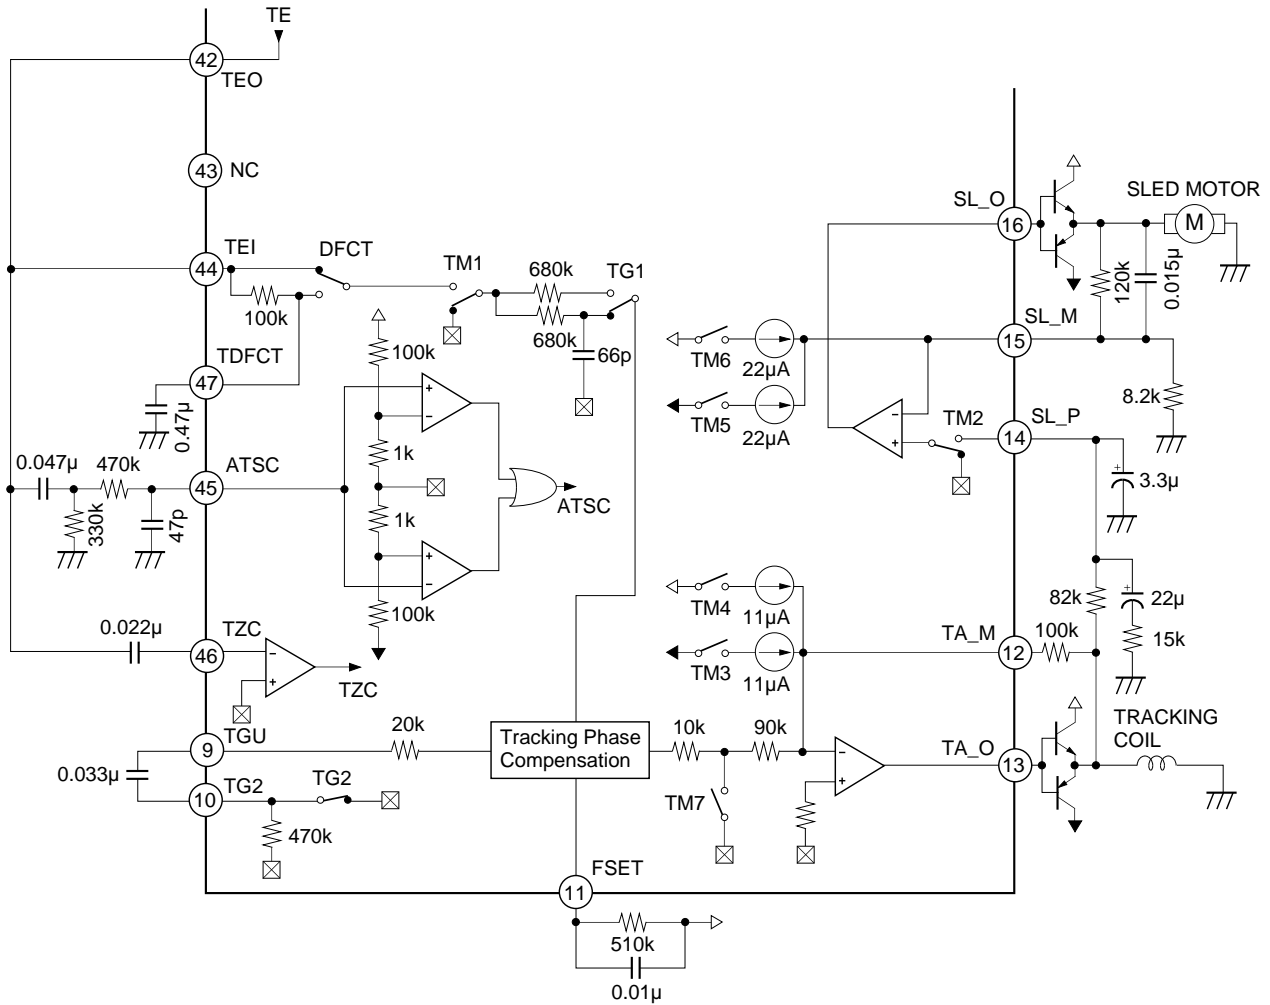 TE
42
TEO
43 NC
TEI
44
DFCT
TM1
680k
TG1
100k
680k
66p
TDFCT
47
0.47µ
100k
1k
1k
100k
0.047µ
470k
ATSC
45
330k
47p
ATSC
0.022µ
TZC
46
TZC
TGU
9
20k
0.033µ
TG2
10
TG2
470k
Tracking Phase
Compensation
10k
90k
TM7
FSET
11
510k
0.01µ
SL_O
16
SLED MOTOR
M
120k
0.015µ
SL_M
15
TM6
22µA
TM5
22µA
8.2k
TM2
SL_P
14
3.3µ
TM4
11µA
TM3
11µA
82k
22µ
15k
TA_M
12
100k
TA_O
13
TRACKING
COIL